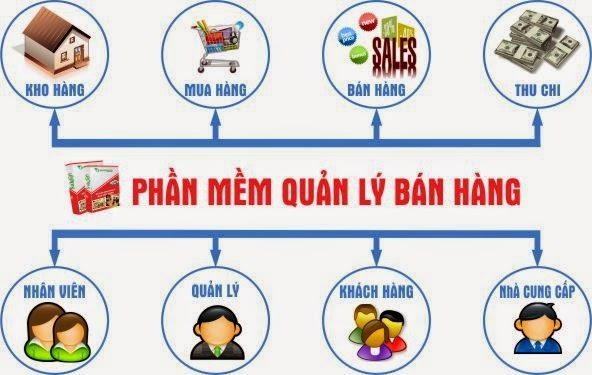 KHO HÀNG
MUA HÀNG
SALES
BÁN HÀNG
THU CHI
PHẦN MỀM QUẢN LÝ BÁN HÀNG
NHÂN VIÊN
QUẢN LÝ
KHÁCH HÀNG
NHÀ CUNG CẤP